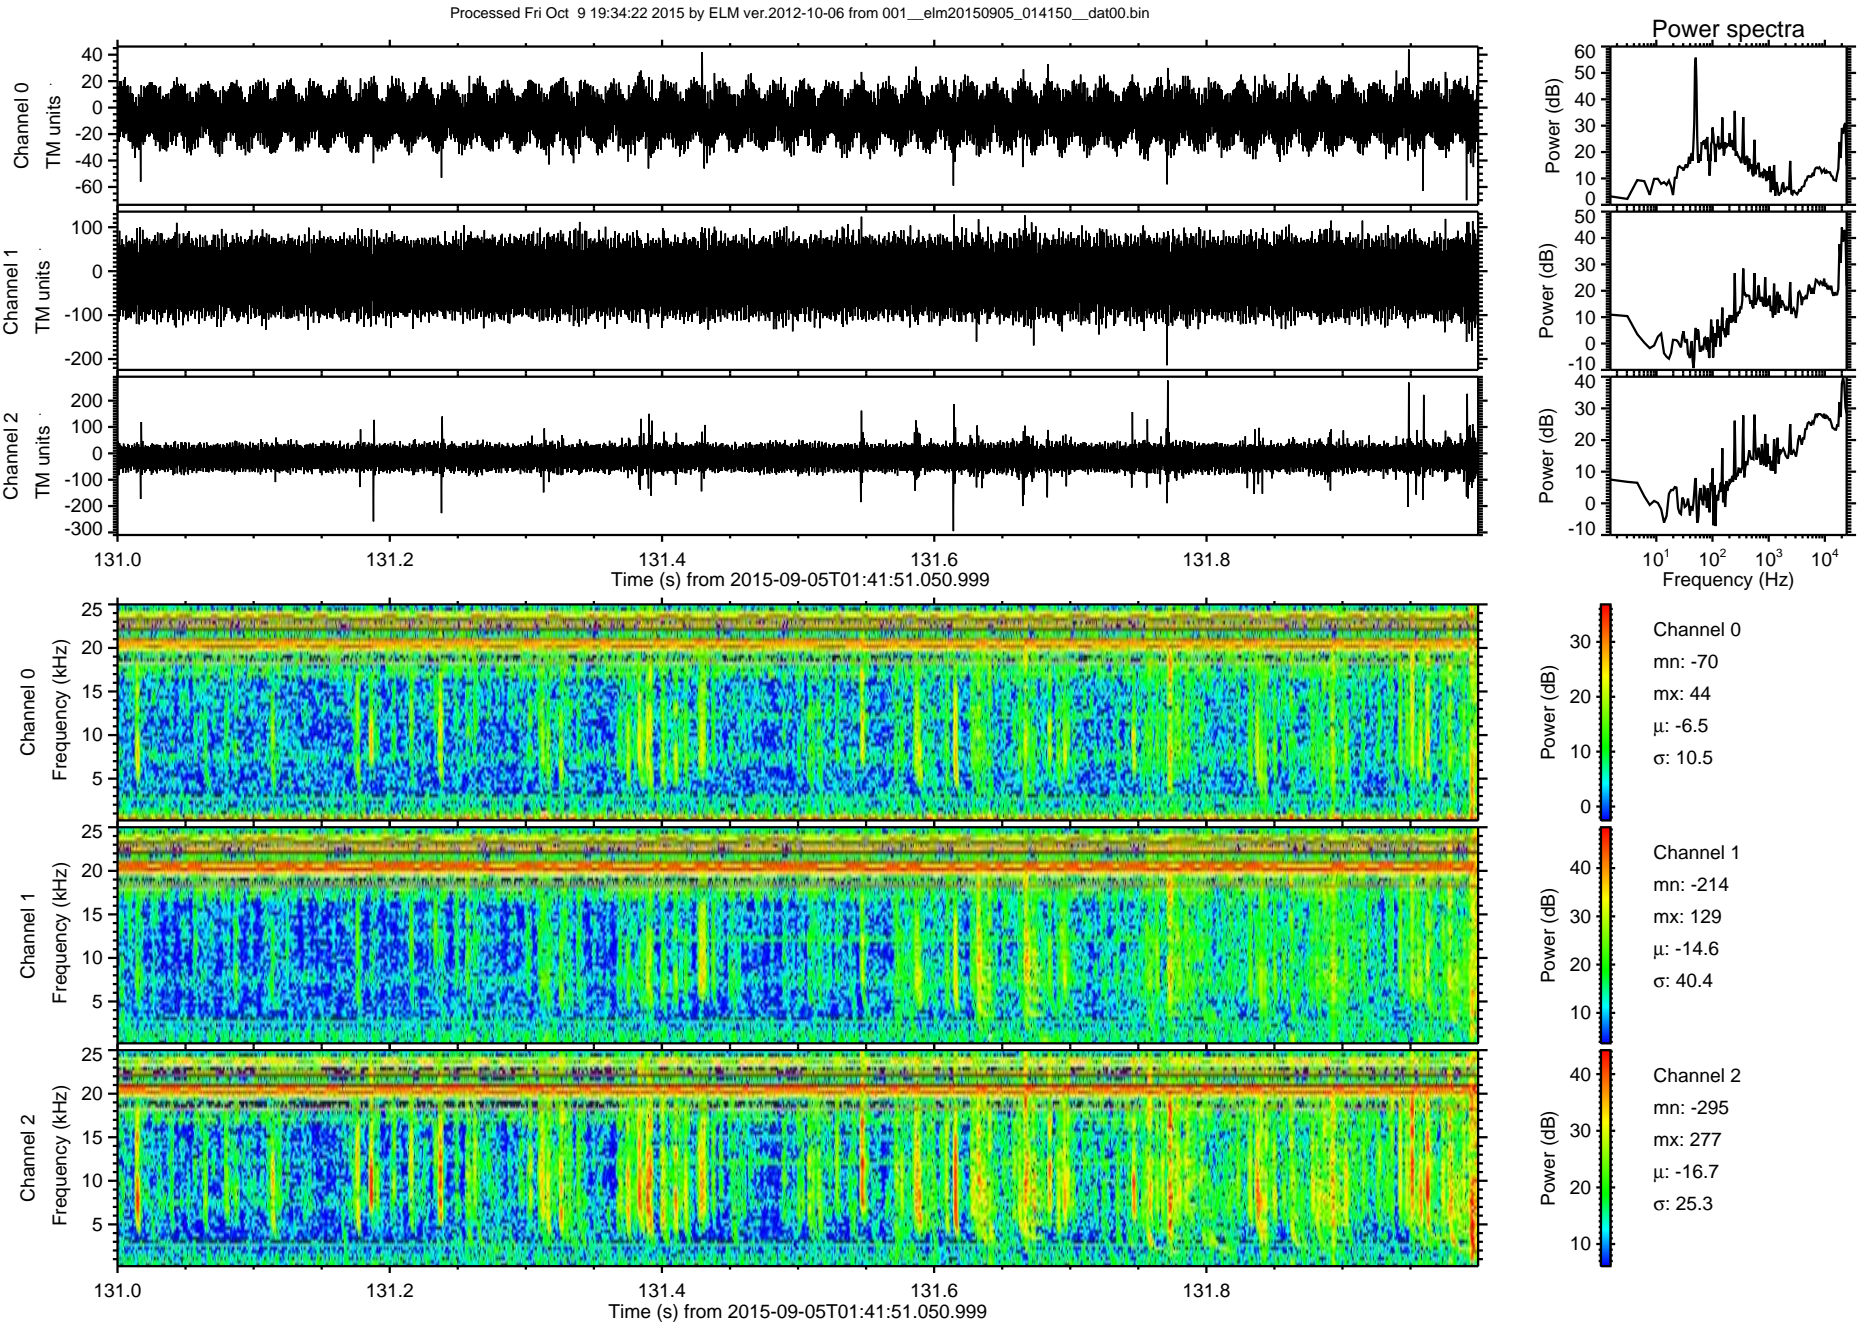 Processed Fri Oct  9 19:34:22 2015 by ELM ver.2012-10-06 from 001__elm20150905_014150__dat00.bin
Power spectra
Channel 0
TM units
40
20
0
-20
-40
-60
Power (dB)
60
50
40
30
20
10
0
Channel 1
TM units
100
0
-100
-200
Power (dB)
50
40
30
20
10
0
-10
Channel 2
TM units
200
100
0
-100
-200
-300
Power (dB)
40
30
20
10
0
-10
131.0 131.2 131.4 131.6 131.8
Time (s) from 2015-09-05T01:41:51.050.999
10^1 10^2 10^3 10^4
Frequency (Hz)
Channel 0
Frequency (kHz)
25
20
15
10
5
Power (dB)
30
20
10
0
Channel 0
mn: -70
mx: 44
μ: -6.5
σ: 10.5
Channel 1
Frequency (kHz)
25
20
15
10
5
Power (dB)
40
30
20
10
Channel 1
mn: -214
mx: 129
μ: -14.6
σ: 40.4
Channel 2
Frequency (kHz)
25
20
15
10
5
Power (dB)
40
30
20
10
Channel 2
mn: -295
mx: 277
μ: -16.7
σ: 25.3
131.0 131.2 131.4 131.6 131.8
Time (s) from 2015-09-05T01:41:51.050.999